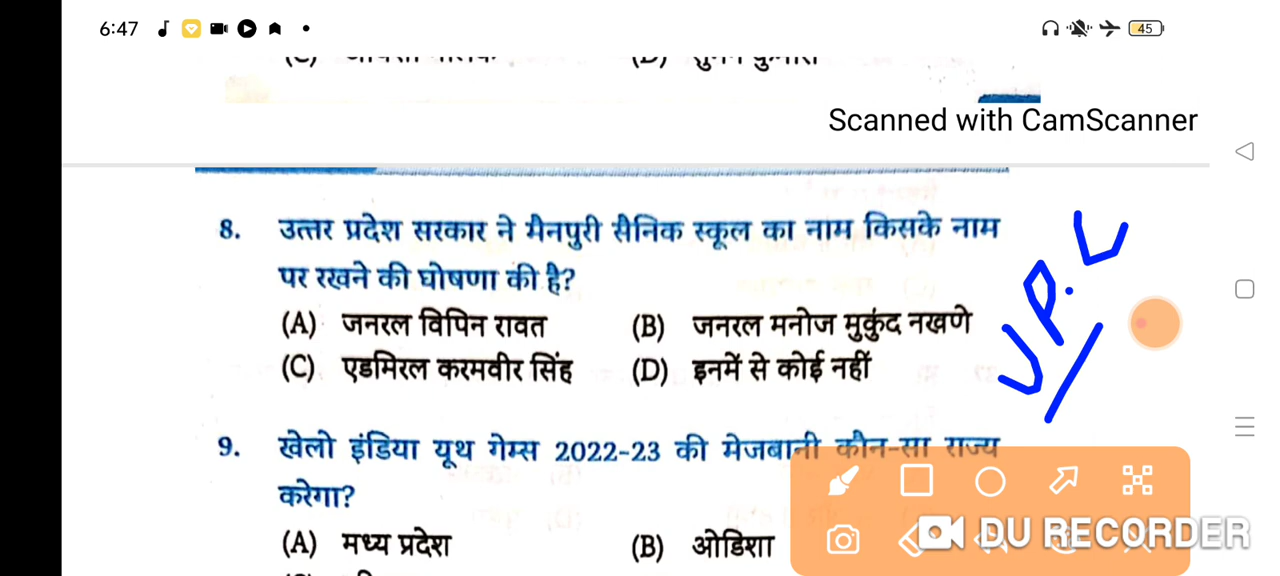 6:47
45
Scanned with CamScanner
8. उत्तर प्रदेश सरकार ने मैनपुरी सैनिक स्कूल का नाम किसके नाम
पर रखने की घोषणा की है?
(A) जनरल विपिन रावत (B) जनरल मनोज मुकुंद नखणे
(C) एडमिरल करमवीर सिंह (D) इनमें से कोई नहीं
9. खेलो इंडिया यूथ गेम्स 2022-23 की मेजबानी कौन-सा राज्य
करेगा?
(A) मध्य प्रदेश (B) ओडिशा
DU RECORDER